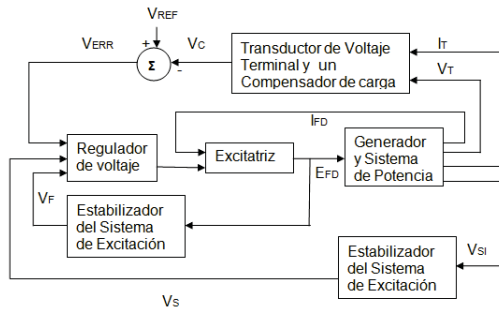 VREF
VERR
+
VC
Σ
-
Transductor de Voltaje
Terminal y un
Compensador de carga
IT
VT
IFD
Regulador
de voltaje
Excitatriz
Generador
y Sistema
de Potencia
EFD
VF
Estabilizador
del Sistema
de Excitación
Estabilizador
del Sistema
de Excitación
VSI
VS